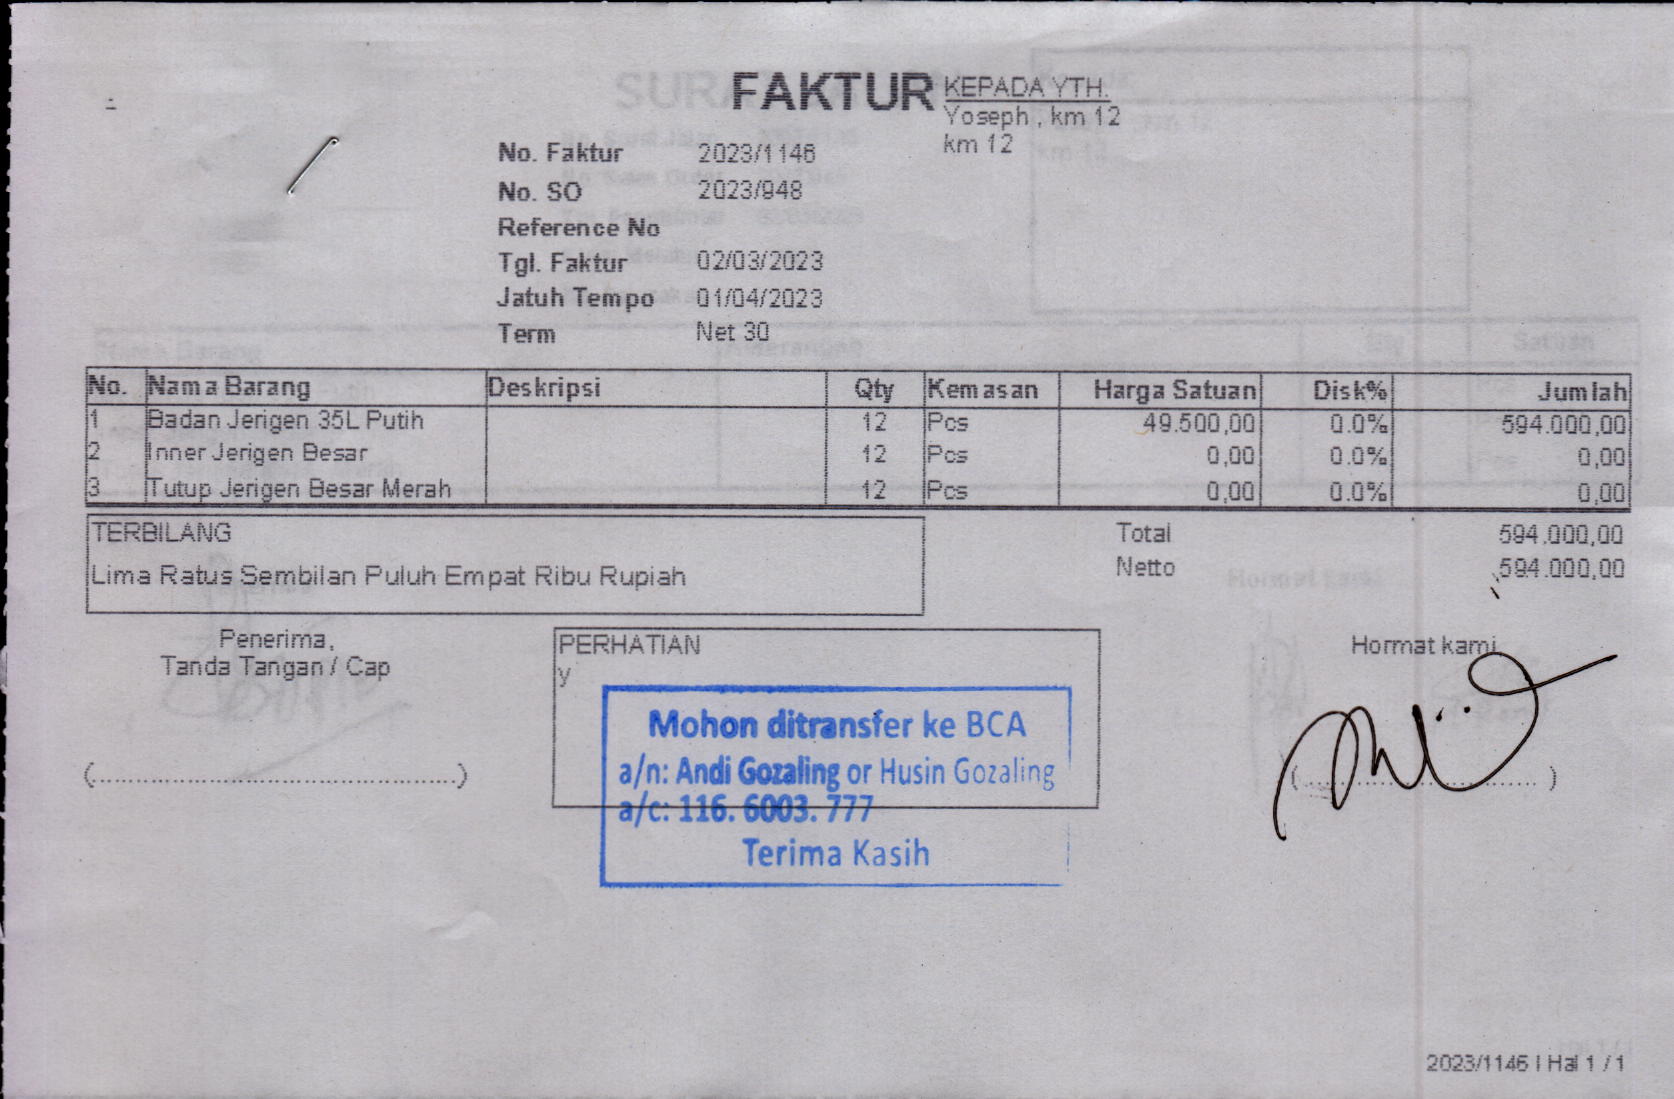 FAKTUR
KEPADA YTH.
Yoseph , km 12
km 12
No. Faktur 2023/1146
No. SO 2023/948
Reference No
Tgl. Faktur 02/03/2023
Jatuh Tempo 01/04/2023
Term Net 30
No. Nama Barang Deskripsi Qty Kemasan Harga Satuan Disk% Jumlah
1 Badan Jerigen 35L Putih 12 Pcs 49.500,00 0.0% 594.000,00
2 Inner Jerigen Besar 12 Pcs 0,00 0.0% 0,00
3 Tutup Jerigen Besar Merah 12 Pcs 0,00 0.0% 0,00
TERBILANG
Lima Ratus Sembilan Puluh Empat Ribu Rupiah
Total 594.000,00
Netto 594.000,00
Penerima,
Tanda Tangan / Cap
(..................................................)
PERHATIAN
y
Mohon ditransfer ke BCA
a/n: Andi Gozaling or Husin Gozaling
a/c: 116. 6003. 777
Terima Kasih
Hormat kami,
(.................................)
2023/1146 | Hal 1 / 1